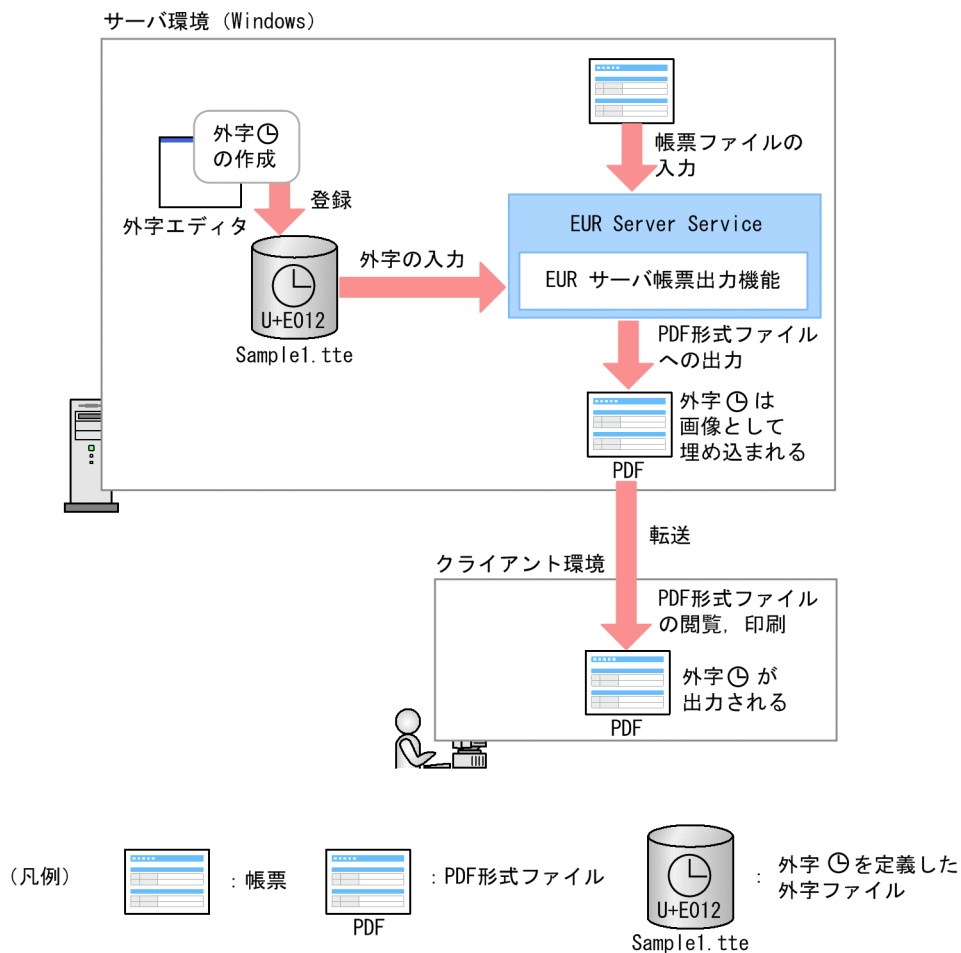 サーバ環境（Windows）
外字
の作成
外字エディタ
登録
U+E012
Sample1.tte
外字の入力
帳票ファイルの
入力
EUR Server Service
EUR サーバ帳票出力機能
PDF形式ファイル
への出力
外字 は
画像として
埋め込まれる
PDF
転送
クライアント環境
PDF形式ファイル
の閲覧，印刷
外字 が
出力される
PDF
（凡例）
：帳票
PDF
：PDF形式ファイル
U+E012
Sample1.tte
：外字 を定義した
外字ファイル